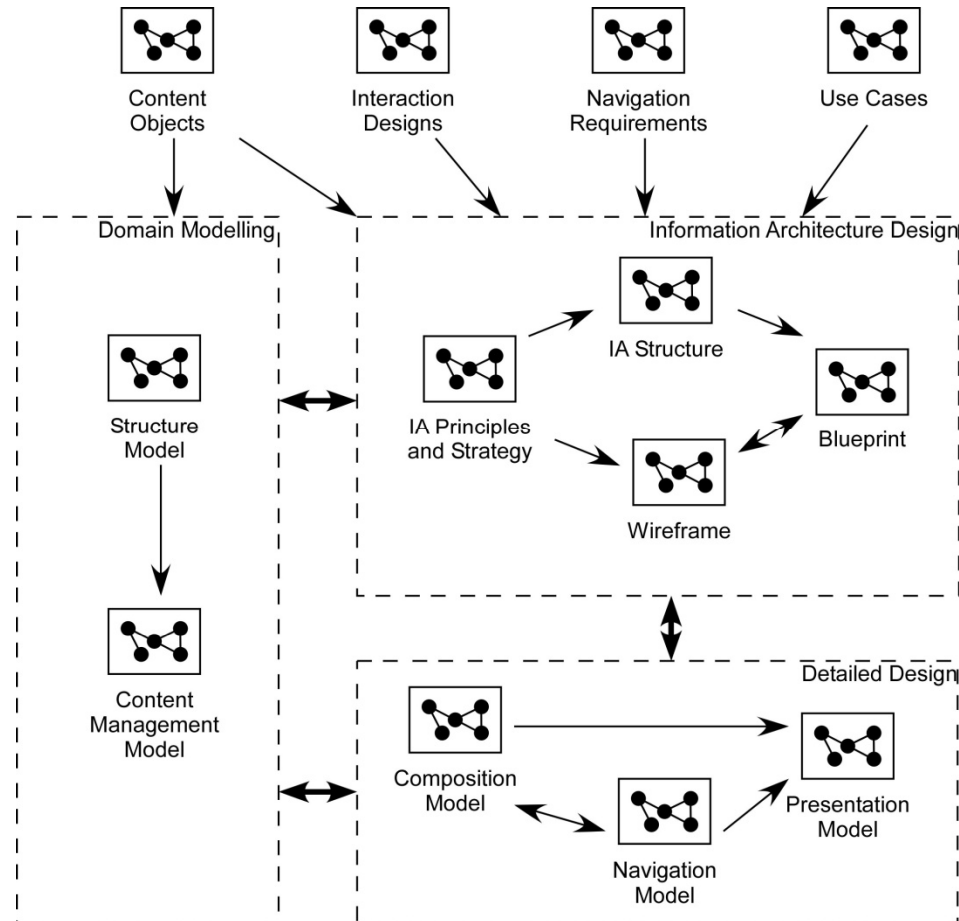 Content
Objects
Interaction
Designs
Navigation
Requirements
Use Cases
Domain Modelling
Information Architecture Design
Structure
Model
Content
Management
Model
IA Structure
IA Principles
and Strategy
Blueprint
Wireframe
Detailed Design
Composition
Model
Navigation
Model
Presentation
Model